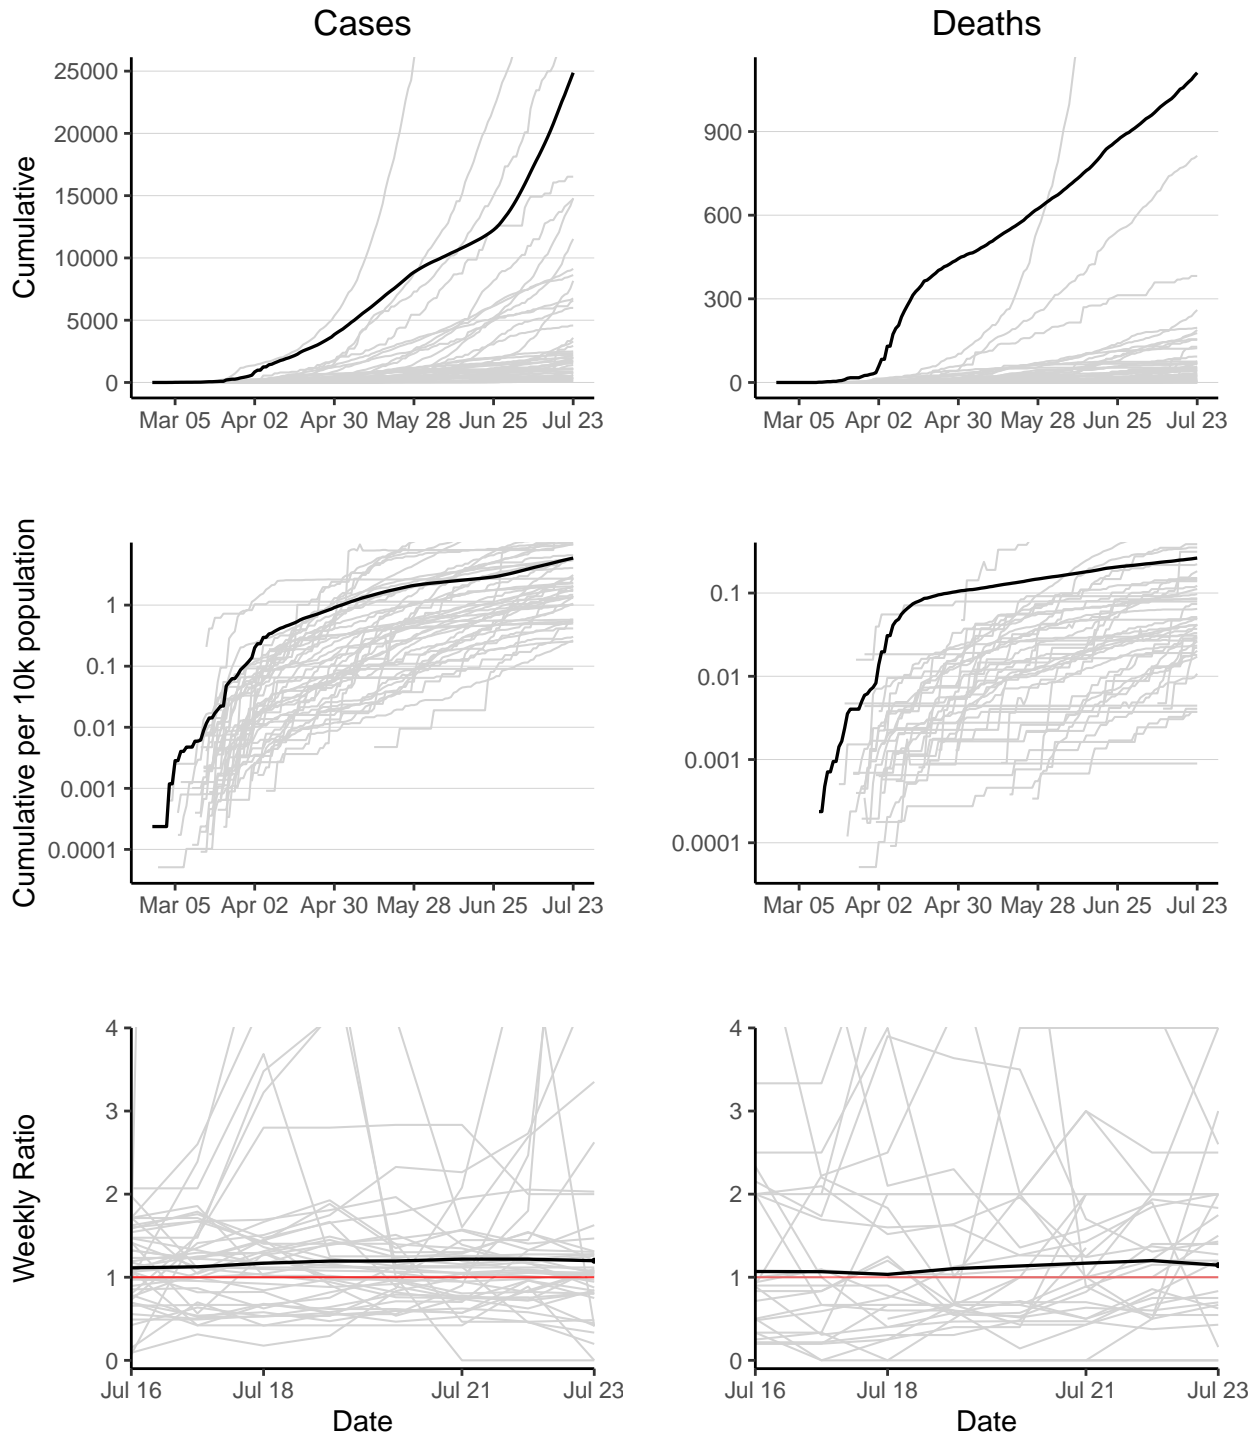 Cases
Deaths
Cumulative
25000
20000
15000
10000
5000
0
Mar 05 Apr 02 Apr 30 May 28 Jun 25 Jul 23
900
600
300
0
Mar 05 Apr 02 Apr 30 May 28 Jun 25 Jul 23
Cumulative per 10k population
1
0.1
0.01
0.001
0.0001
Mar 05 Apr 02 Apr 30 May 28 Jun 25 Jul 23
0.1
0.01
0.001
0.0001
Mar 05 Apr 02 Apr 30 May 28 Jun 25 Jul 23
Weekly Ratio
4
3
2
1
0
Jul 16 Jul 18 Jul 21 Jul 23
Date
4
3
2
1
0
Jul 16 Jul 18 Jul 21 Jul 23
Date